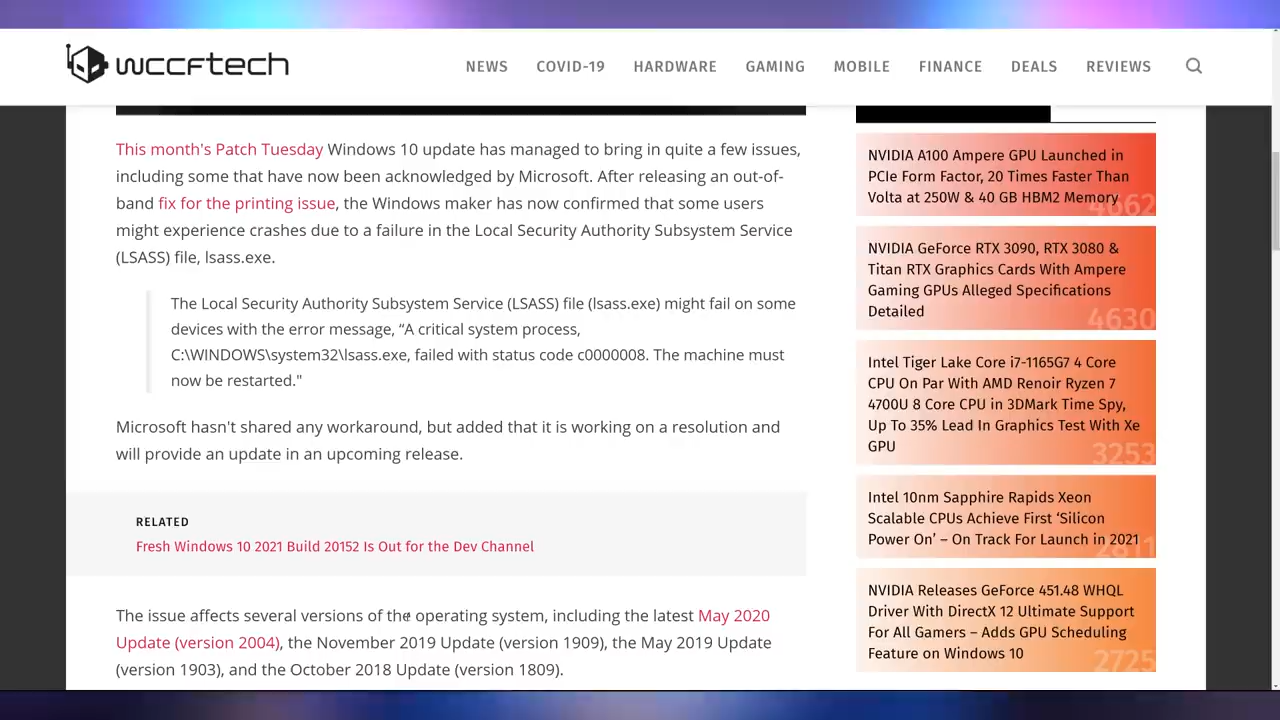 wccftech
NEWS COVID-19 HARDWARE GAMING MOBILE FINANCE DEALS REVIEWS
This month's Patch Tuesday Windows 10 update has managed to bring in quite a few issues,
including some that have now been acknowledged by Microsoft. After releasing an out-of-
band fix for the printing issue, the Windows maker has now confirmed that some users
might experience crashes due to a failure in the Local Security Authority Subsystem Service
(LSASS) file, lsass.exe.
The Local Security Authority Subsystem Service (LSASS) file (lsass.exe) might fail on some
devices with the error message, “A critical system process,
C:\WINDOWS\system32\lsass.exe, failed with status code c0000008. The machine must
now be restarted."
Microsoft hasn't shared any workaround, but added that it is working on a resolution and
will provide an update in an upcoming release.
RELATED
Fresh Windows 10 2021 Build 20152 Is Out for the Dev Channel
The issue affects several versions of the operating system, including the latest May 2020
Update (version 2004), the November 2019 Update (version 1909), the May 2019 Update
(version 1903), and the October 2018 Update (version 1809).
NVIDIA A100 Ampere GPU Launched in
PCIe Form Factor, 20 Times Faster Than
Volta at 250W & 40 GB HBM2 Memory
4662
NVIDIA GeForce RTX 3090, RTX 3080 &
Titan RTX Graphics Cards With Ampere
Gaming GPUs Alleged Specifications
Detailed
4630
Intel Tiger Lake Core i7-1165G7 4 Core
CPU On Par With AMD Renoir Ryzen 7
4700U 8 Core CPU in 3DMark Time Spy,
Up To 35% Lead In Graphics Test With Xe
GPU
3253
Intel 10nm Sapphire Rapids Xeon
Scalable CPUs Achieve First ‘Silicon
Power On’ – On Track For Launch in 2021
2811
NVIDIA Releases GeForce 451.48 WHQL
Driver With DirectX 12 Ultimate Support
For All Gamers – Adds GPU Scheduling
Feature on Windows 10
2725